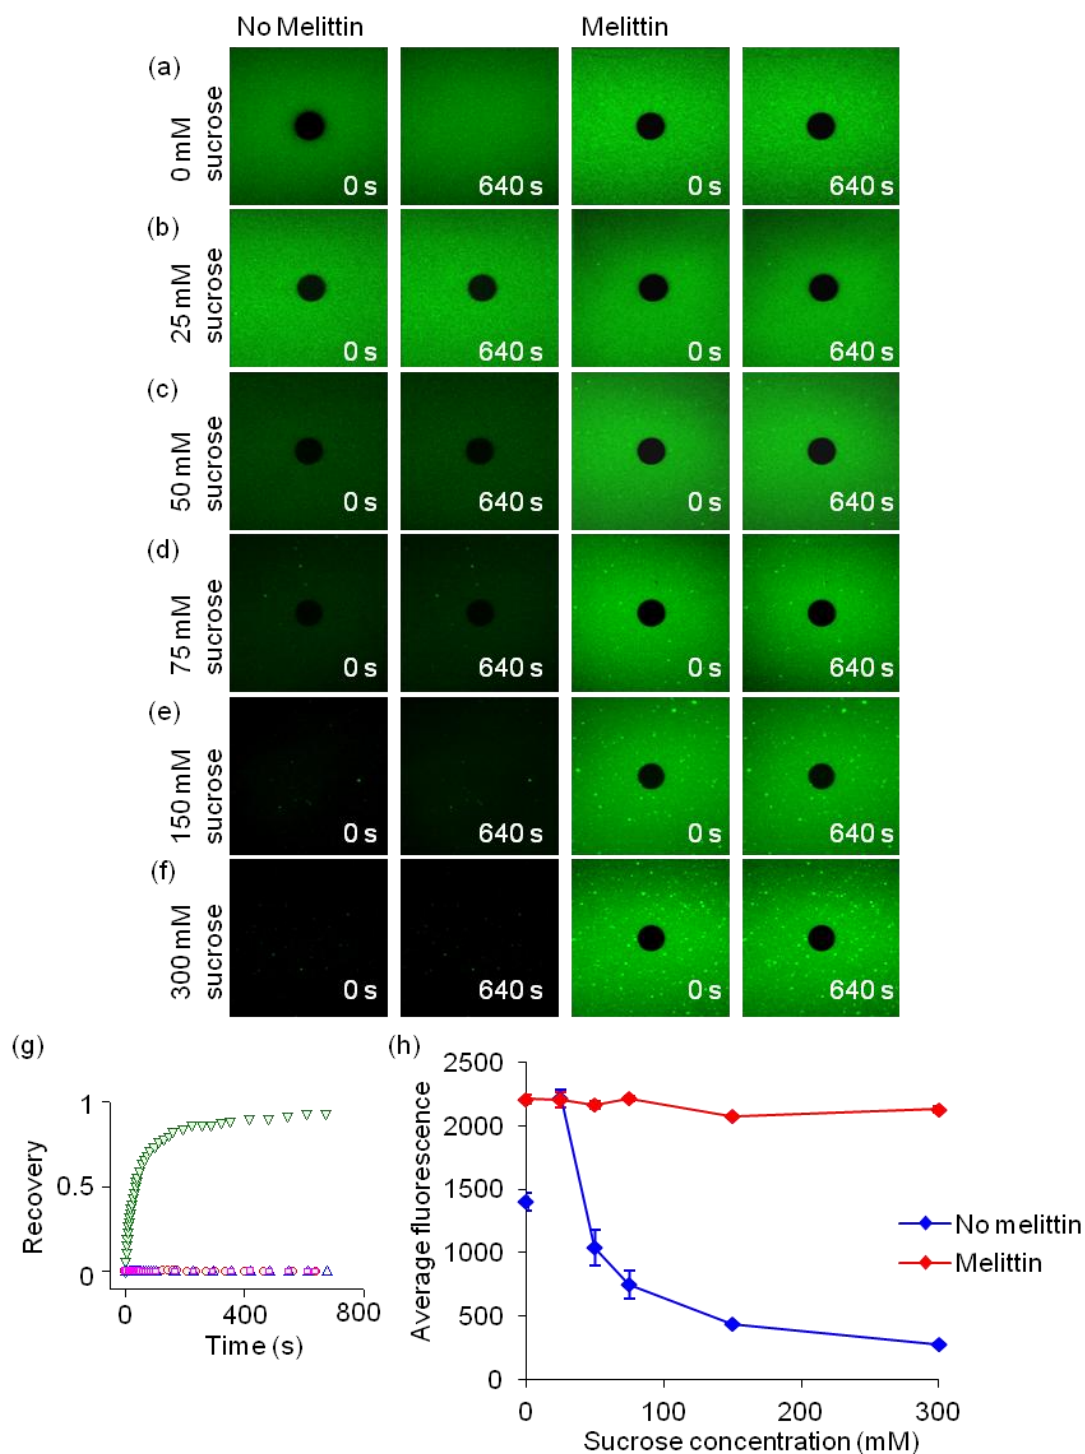 No Melittin
Melittin
(a)
0 mM
sucrose
0 s
640 s
0 s
640 s
(b)
25 mM
sucrose
0 s
640 s
0 s
640 s
(c)
50 mM
sucrose
0 s
640 s
0 s
640 s
(d)
75 mM
sucrose
0 s
640 s
0 s
640 s
(e)
150 mM
sucrose
0 s
640 s
0 s
640 s
(f)
300 mM
sucrose
0 s
640 s
0 s
640 s
(g)
1
0.5
0
Recovery
0
400
800
Time (s)
(h)
2500
2000
1500
1000
500
0
Average fluorescence
0
100
200
300
Sucrose concentration (mM)
No melittin
Melittin